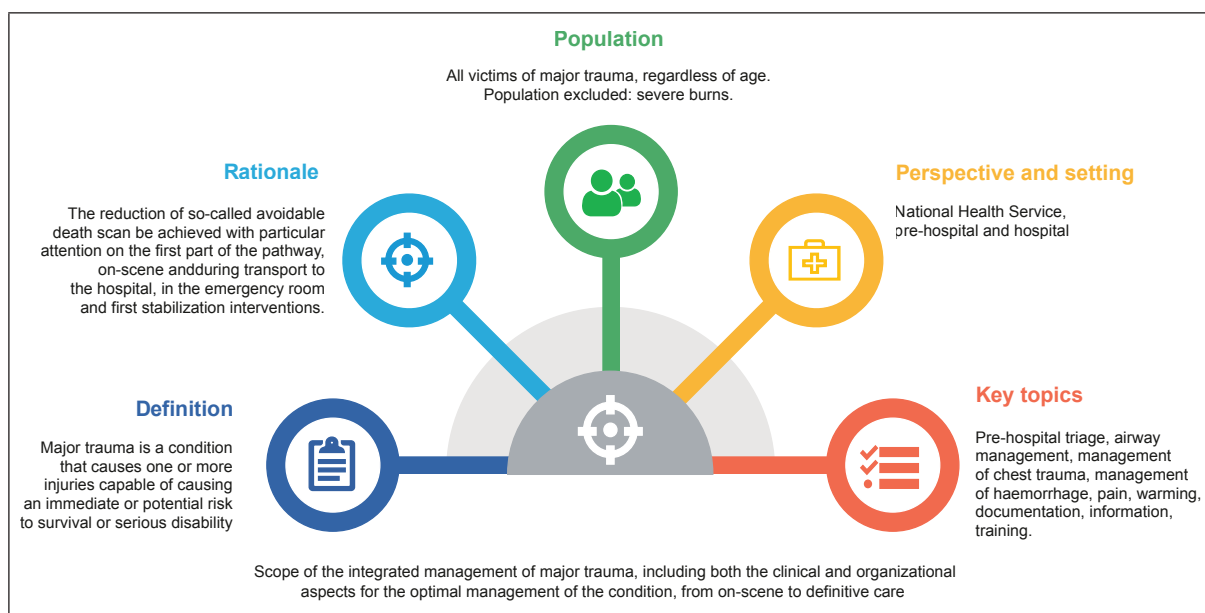 Population
All victims of major trauma, regardless of age.
Population excluded: severe burns.
Rationale
The reduction of so-called avoidable
death scan be achieved with particular
attention on the first part of the pathway,
on-scene andduring transport to
the hospital, in the emergency room
and first stabilization interventions.
Perspective and setting
National Health Service,
pre-hospital and hospital
Definition
Major trauma is a condition
that causes one or more
injuries capable of causing
an immediate or potential risk
to survival or serious disability
Key topics
Pre-hospital triage, airway
management, management
of chest trauma, management
of haemorrhage, pain, warming,
documentation, information,
training.
Scope of the integrated management of major trauma, including both the clinical and organizational
aspects for the optimal management of the condition, from on-scene to definitive care